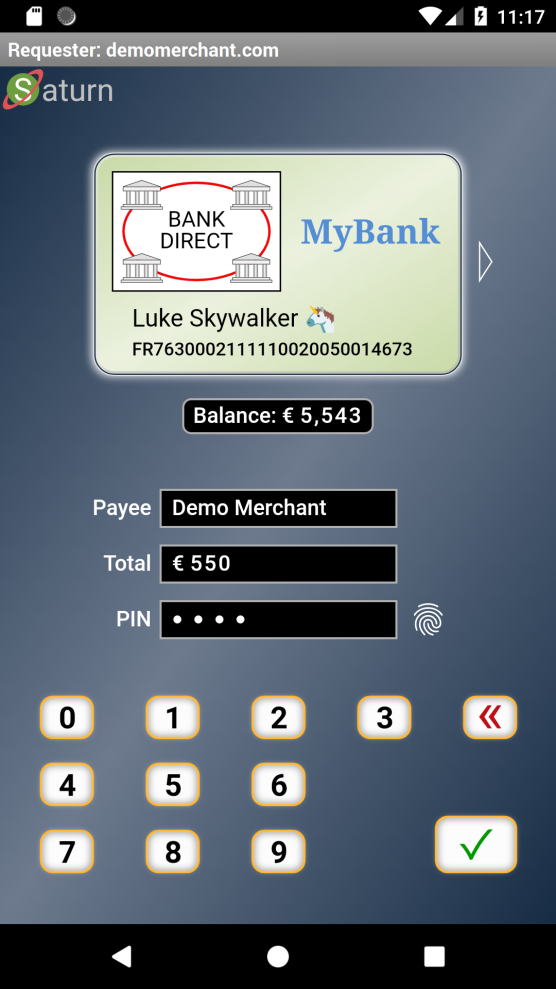 11:17
Requester: demomerchant.com
Saturn
BANK
DIRECT
MyBank
Luke Skywalker 🦄
FR7630002111110020050014673
Balance: € 5,543
Payee Demo Merchant
Total € 550
PIN • • • •
0 1 2 3 «
4 5 6
7 8 9 ✓